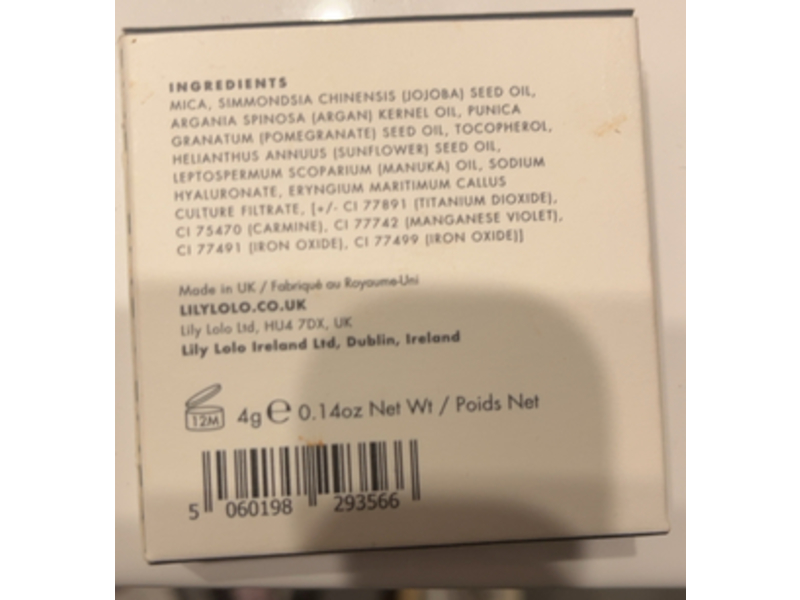 INGREDIENTS
MICA, SIMMONDSIA CHINENSIS (JOJOBA) SEED OIL,
ARGANIA SPINOSA (ARGAN) KERNEL OIL, PUNICA
GRANATUM (POMEGRANATE) SEED OIL, TOCOPHEROL,
HELIANTHUS ANNUUS (SUNFLOWER) SEED OIL,
LEPTOSPERMUM SCOPARIUM (MANUKA) OIL, SODIUM
HYALURONATE, ERYNGIUM MARITIMUM CALLUS
CULTURE FILTRATE, [+/- CI 77891 (TITANIUM DIOXIDE),
CI 75470 (CARMINE), CI 77742 (MANGANESE VIOLET),
CI 77491 (IRON OXIDE), CI 77499 (IRON OXIDE)]
Made in UK / Fabriqué au Royaume-Uni
LILYLOLO.CO.UK
Lily Lolo Ltd, HU4 7DX, UK
Lily Lolo Ireland Ltd, Dublin, Ireland
12M 4g e 0.14oz Net Wt / Poids Net
5 060198 293566